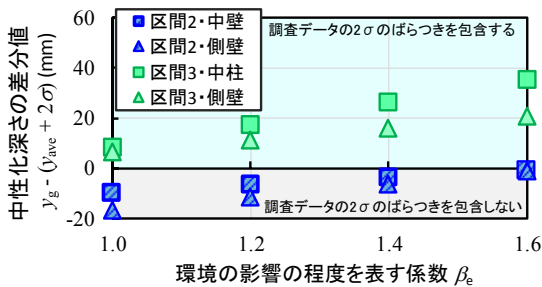 中性化深さの差分値
y_g - (y_ave + 2σ) (mm)
60
40
20
0
-20
区間2・中壁
区間2・側壁
区間3・中柱
区間3・側壁
調査データの2σのばらつきを包含する
調査データの2σのばらつきを包含しない
1.0 1.2 1.4 1.6
環境の影響の程度を表す係数 β_e